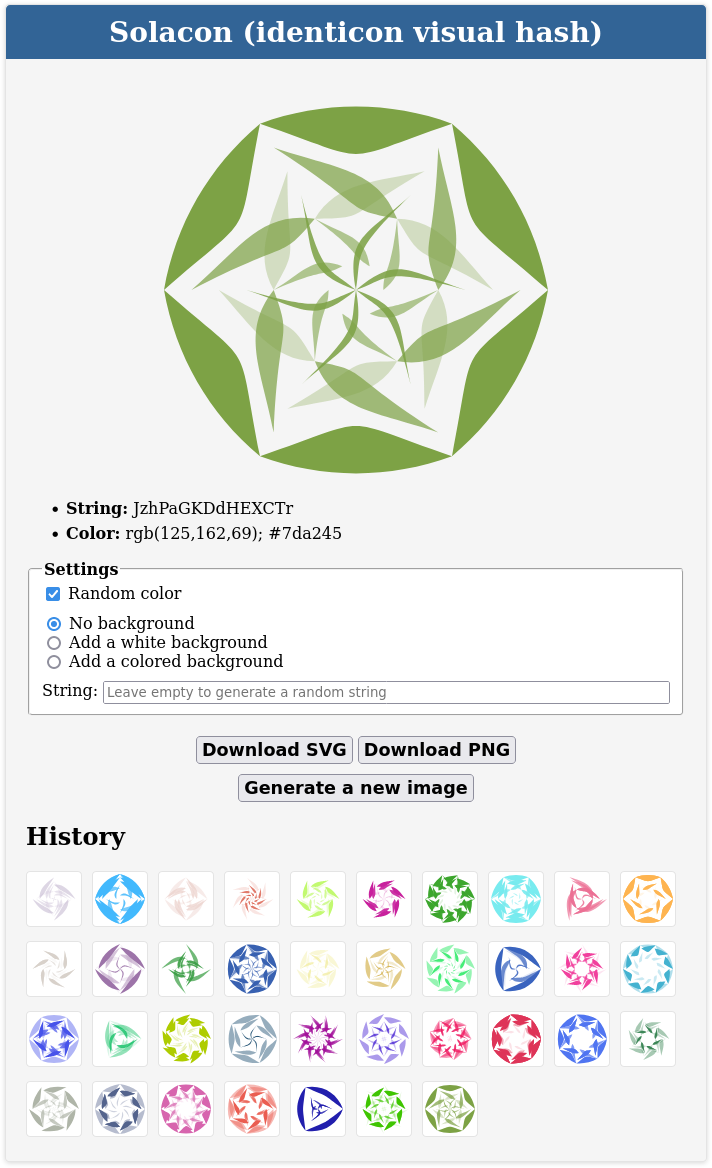 Solacon (identicon visual hash)
String: JzhPaGKDdHEXCTr
Color: rgb(125,162,69); #7da245
Settings
Random color
No background
Add a white background
Add a colored background
String: Leave empty to generate a random string
Download SVG Download PNG
Generate a new image
History